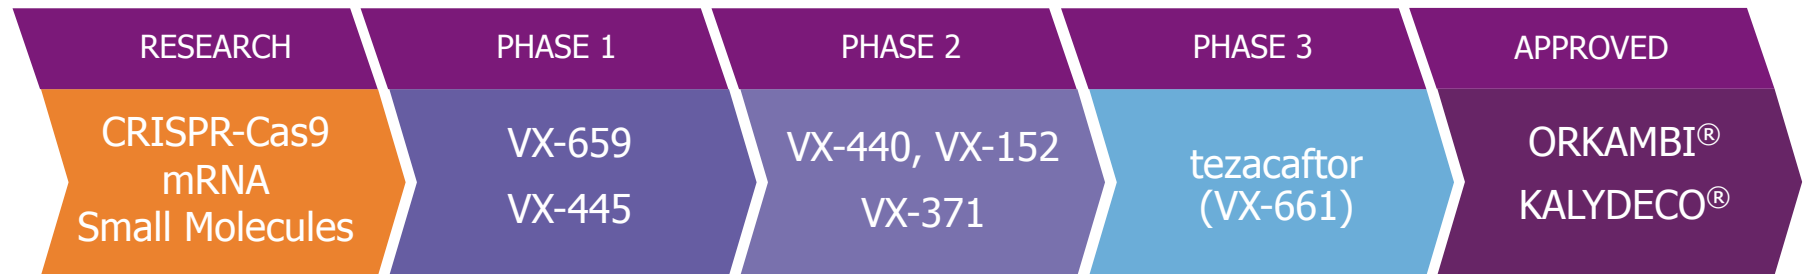 RESEARCH
PHASE 1
PHASE 2
PHASE 3
APPROVED
CRISPR-Cas9
mRNA
Small Molecules
VX-659
VX-445
VX-440, VX-152
VX-371
tezacaftor
(VX-661)
ORKAMBI®
KALYDECO®